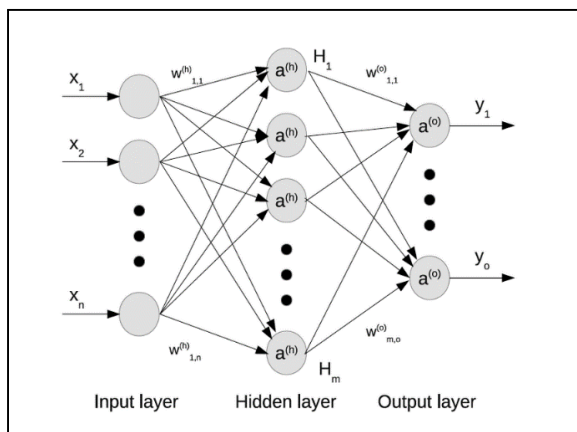 x₁
x₂
xₙ
w⁽ʰ⁾₁,₁
w⁽ʰ⁾₁,ₙ
H₁
a⁽ʰ⁾
a⁽ʰ⁾
a⁽ʰ⁾
a⁽ʰ⁾
Hₘ
w⁽ᵒ⁾₁,₁
w⁽ᵒ⁾ₘ,ₒ
a⁽ᵒ⁾
a⁽ᵒ⁾
y₁
yₒ
Input layer
Hidden layer
Output layer